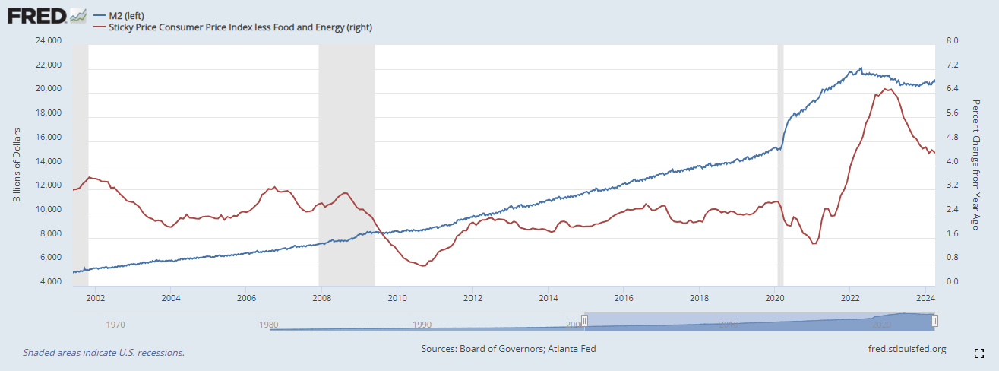 FRED
M2 (left)
Sticky Price Consumer Price Index less Food and Energy (right)
24,000
22,000
20,000
18,000
16,000
14,000
12,000
10,000
8,000
6,000
4,000
Billions of Dollars
8.0
7.2
6.4
5.6
4.8
4.0
3.2
2.4
1.6
0.8
0.0
Percent Change from Year Ago
2002 2004 2006 2008 2010 2012 2014 2016 2018 2020 2022 2024
1970 1980 1990 2000 2010 2020
Shaded areas indicate U.S. recessions.
Sources: Board of Governors; Atlanta Fed
fred.stlouisfed.org